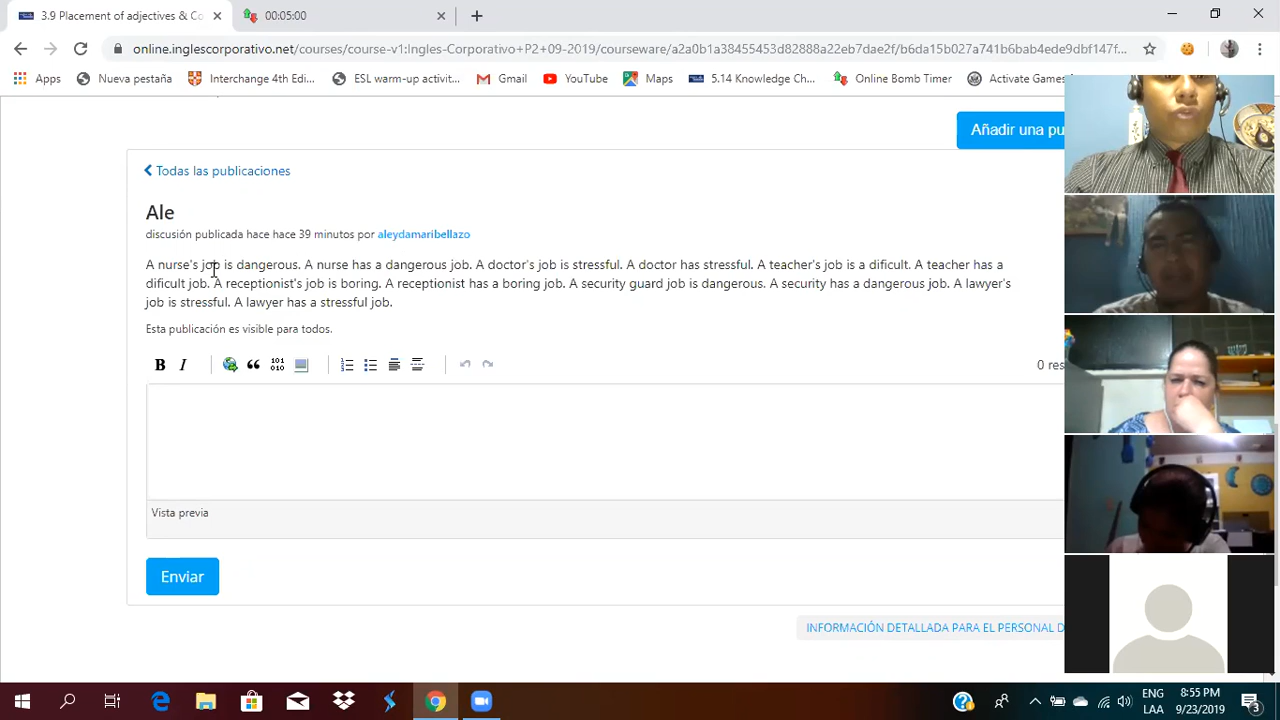 3.9 Placement of adjectives & Co
00:05:00
online.inglescorporativo.net/courses/course-v1:Ingles-Corporativo+P2+09-2019/courseware/a2a0b1a38455453d82885a22eb7dae2f/b6da15b027a741b6bab4ede9dbf147f...
Apps
Nueva pestaña
Interchange 4th Edi...
ESL warm-up activit...
Gmail
YouTube
Maps
5.14 Knowledge Ch...
Online Bomb Timer
Activate Games
Añadir una pu
Todas las publicaciones
Ale
discusión publicada hace hace 39 minutos por aleydamaribellazo
A nurse's job is dangerous. A nurse has a dangerous job. A doctor's job is stressful. A doctor has stressful. A teacher's job is a dificult. A teacher has a
dificult job. A receptionist's job is boring. A receptionist has a boring job. A security guard job is dangerous. A security has a dangerous job. A lawyer's
job is stressful. A lawyer has a stressful job.
Esta publicación es visible para todos.
B I
101
010
0 res
Vista previa
Enviar
INFORMACIÓN DETALLADA PARA EL PERSONAL D
ENG
LAA
8:55 PM
9/23/2019
3